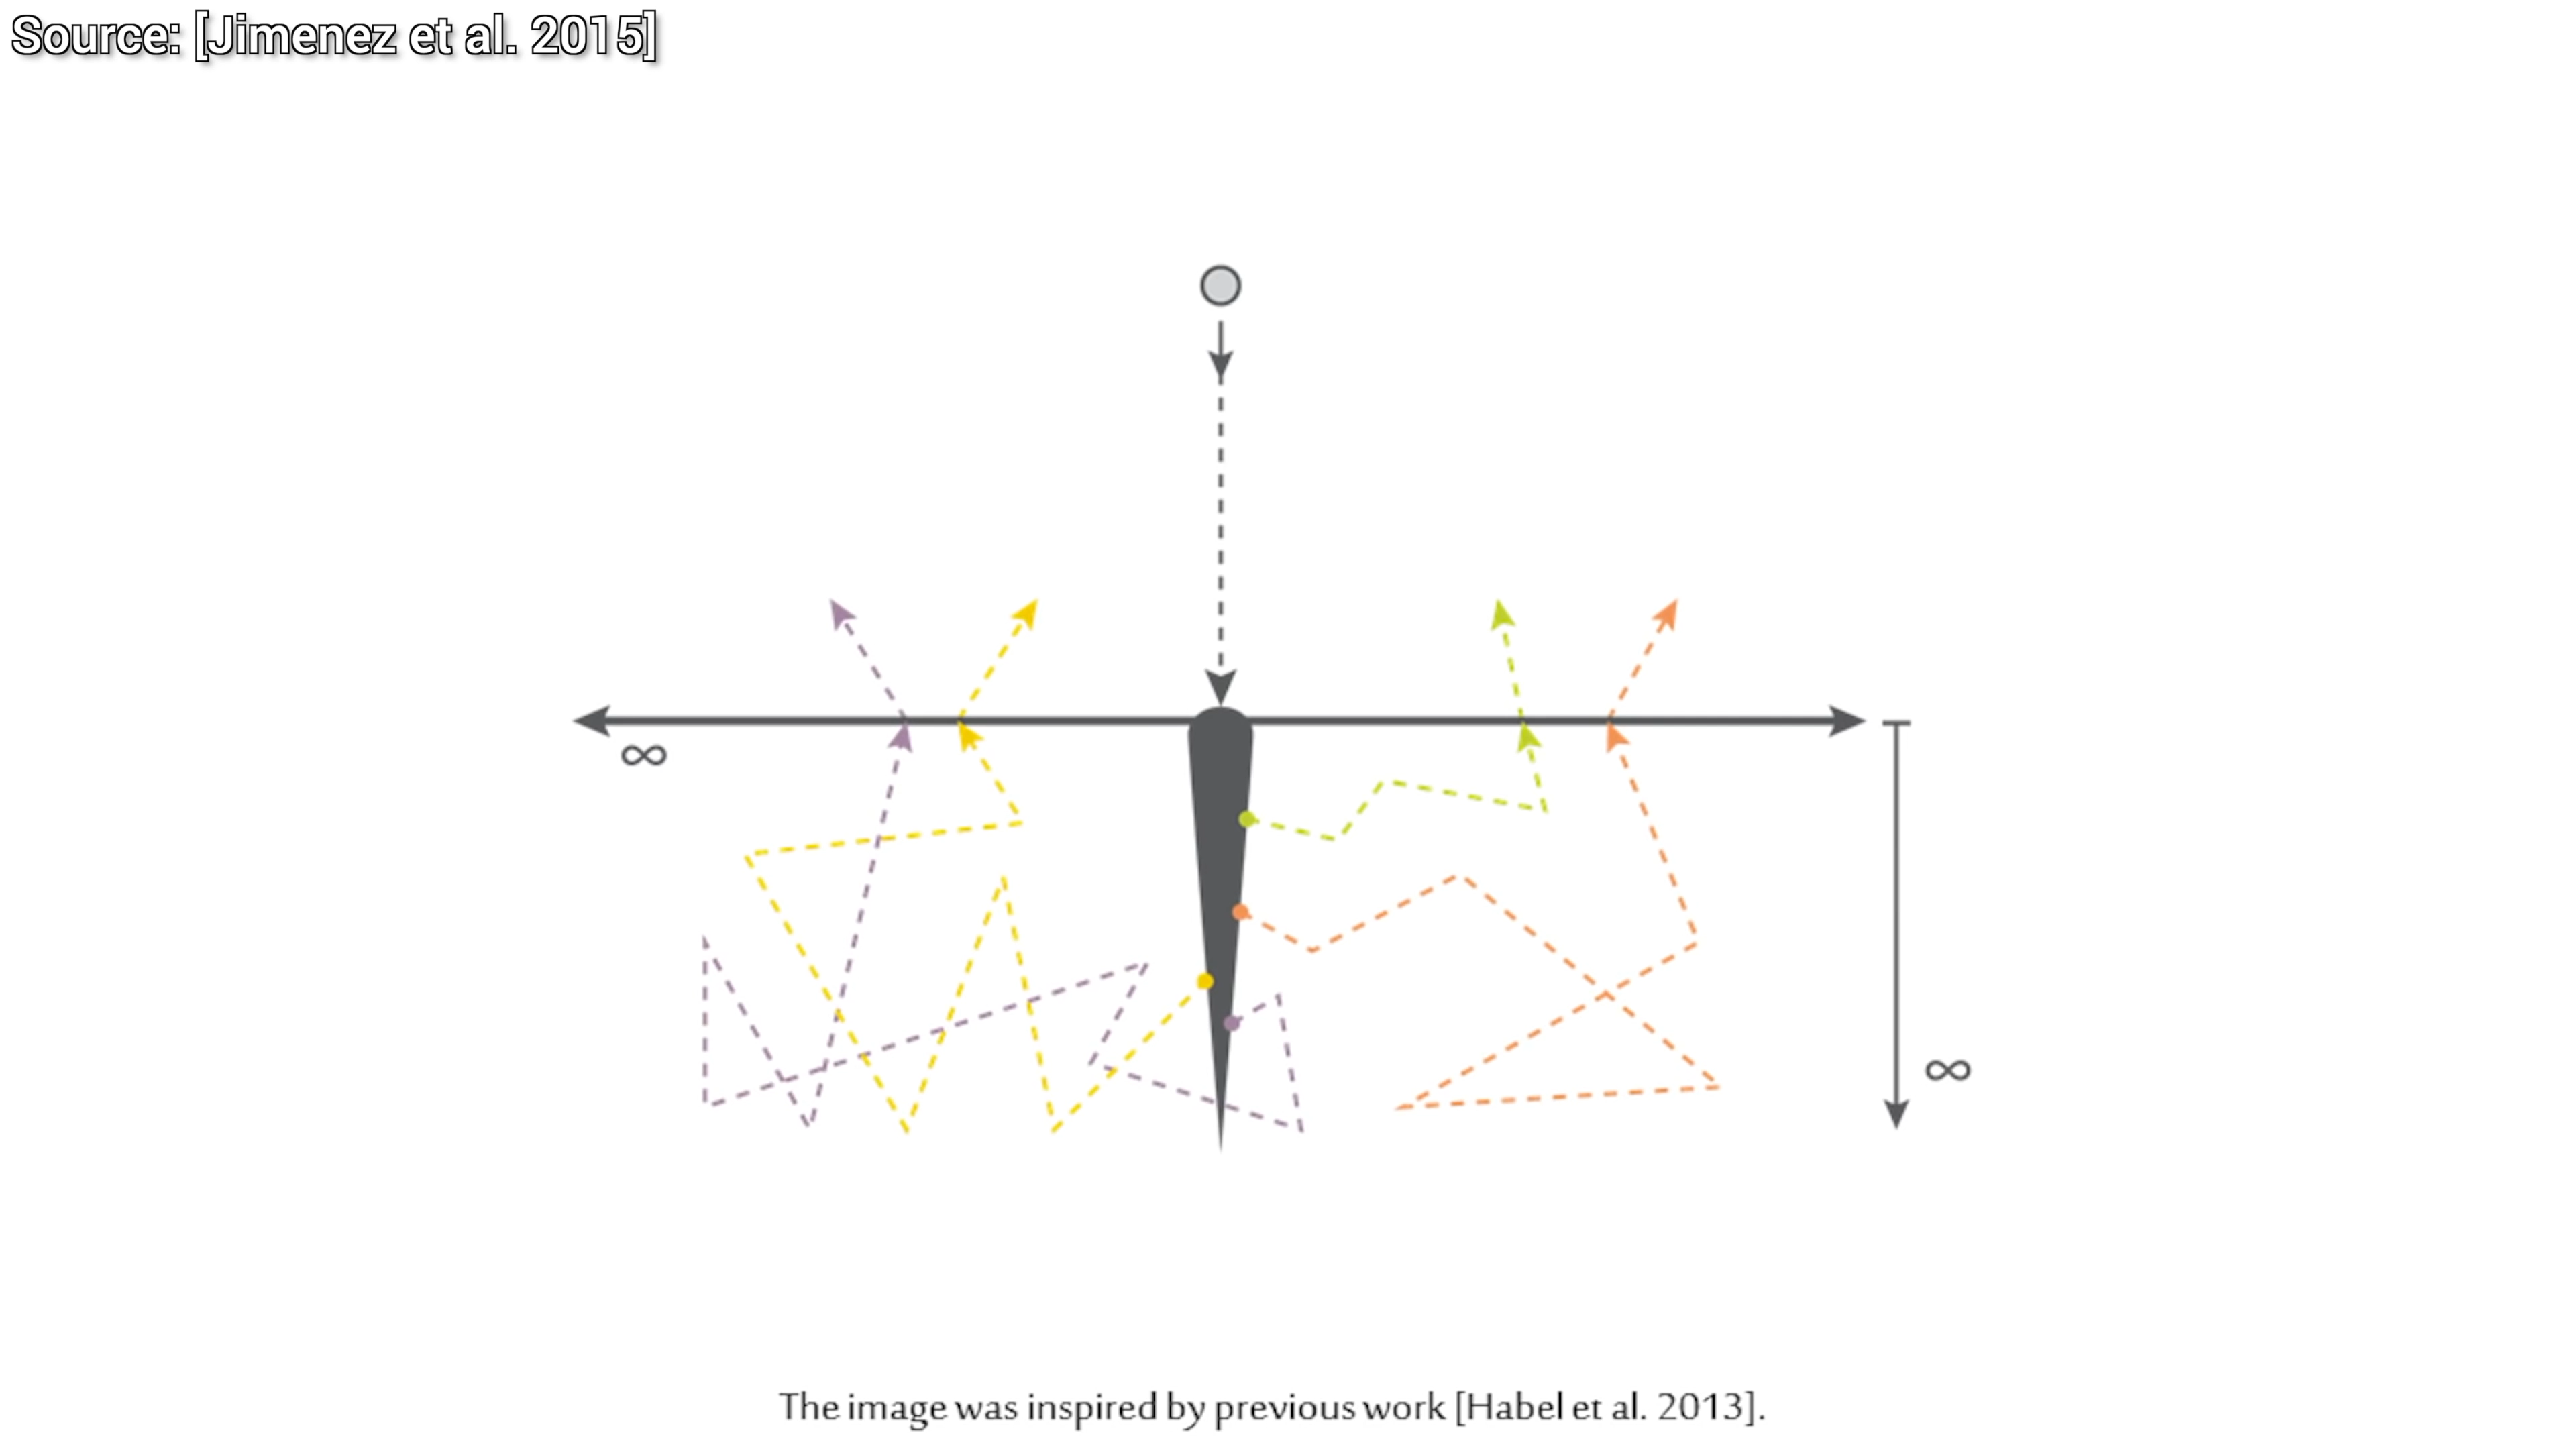 Source: [Jimenez et al. 2015]
∞
∞
The image was inspired by previous work [Habel et al. 2013].